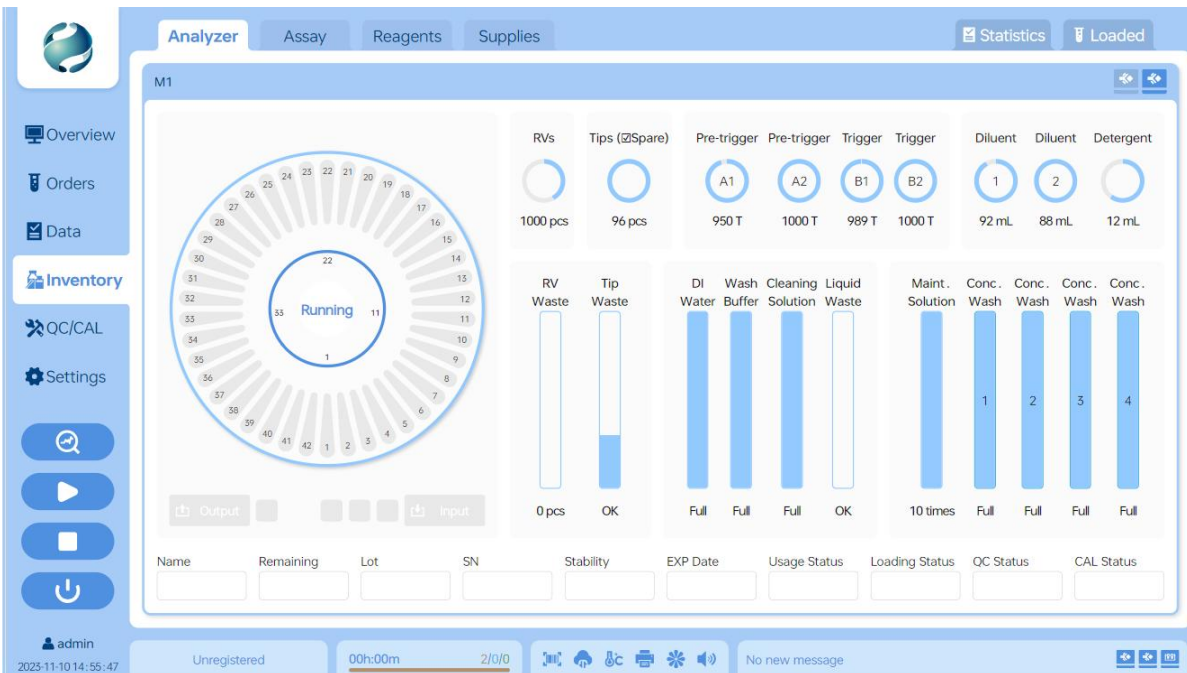 Analyzer Assay Reagents Supplies Statistics Loaded
M1
Overview
Orders
Data
Inventory
QC/CAL
Settings
admin
2023-11-10 14:55:47
22 23 24 25 26 27 28 29 30 31 32 33 34 35 36 37 38 39 40 41 42
1 2 3 4 5 6 7 8 9 10 11 12 13 14 15 16 17 18 19 20 21
22
33 Running 11
1
Output Input
RVs Tips (☑Spare) Pre-trigger Pre-trigger Trigger Trigger Diluent Diluent Detergent
A1 A2 B1 B2 1 2
1000 pcs 96 pcs 950 T 1000 T 989 T 1000 T 92 mL 88 mL 12 mL
RV Tip DI Wash Cleaning Liquid Maint. Conc. Conc. Conc. Conc.
Waste Waste Water Buffer Solution Waste Solution Wash Wash Wash Wash
1 2 3 4
0 pcs OK Full Full Full OK 10 times Full Full Full Full
Name Remaining Lot SN Stability EXP Date Usage Status Loading Status QC Status CAL Status
Unregistered 00h:00m 2/0/0 No new message